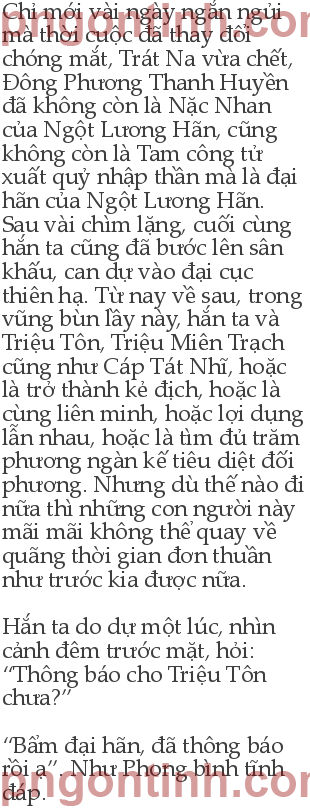 Chỉ mới vài ngày ngắn ngủi
mà thời cuộc đã thay đổi
chóng mắt, Trát Na vừa chết,
Đông Phương Thanh Huyền
đã không còn là Nặc Nhan
của Ngột Lương Hãn, cũng
không còn là Tam công tử
xuất quỷ nhập thần mà là đại
hãn của Ngột Lương Hãn.
Sau vài chìm lặng, cuối cùng
hắn ta cũng đã bước lên sân
khấu, can dự vào đại cục
thiên hạ. Từ nay về sau, trong
vũng bùn lầy này, hắn ta và
Triệu Tôn, Triệu Miên Trạch
cũng như Cáp Tát Nhĩ, hoặc
là trở thành kẻ địch, hoặc là
cùng liên minh, hoặc lợi dụng
lẫn nhau, hoặc là tìm đủ trăm
phương ngàn kế tiêu diệt đối
phương. Nhưng dù thế nào đi
nữa thì những con người này
mãi mãi không thể quay về
quãng thời gian đơn thuần
như trước kia được nữa.
Hắn ta do dự một lúc, nhìn
cảnh đêm trước mặt, hỏi:
“Thông báo cho Triệu Tôn
chưa?”
“Bẩm đại hãn, đã thông báo
rồi ạ”. Như Phong bình tĩnh
đáp.
pngontinh.com
pngontinh.com